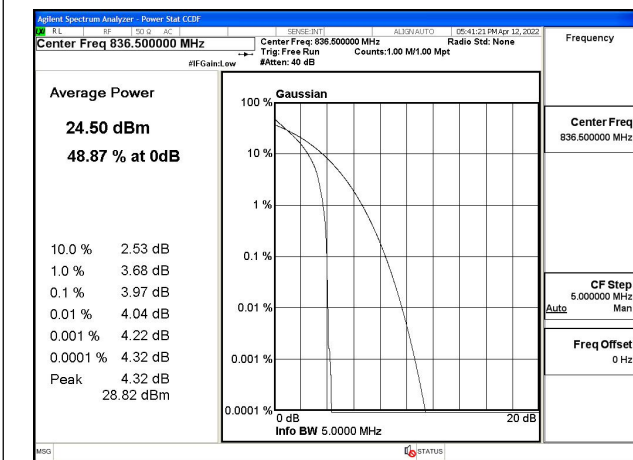 Agilent Spectrum Analyzer - Power Stat CCDF
RL RF 50 Ω AC SENSE:INT ALIGNAUTO 05:41:21 PM Apr 12, 2022
Center Freq 836.500000 MHz
Center Freq: 836.500000 MHz Radio Std: None
Trig: Free Run Counts:1.00 M/1.00 Mpt
#IFGain:Low #Atten: 40 dB
Frequency
Average Power
24.50 dBm
48.87 % at 0dB
10.0 % 2.53 dB
1.0 % 3.68 dB
0.1 % 3.97 dB
0.01 % 4.04 dB
0.001 % 4.22 dB
0.0001 % 4.32 dB
Peak 4.32 dB
28.82 dBm
Gaussian
100 %
10 %
1 %
0.1 %
0.01 %
0.001 %
0.0001 %
0 dB 20 dB
Info BW 5.0000 MHz
Center Freq
836.500000 MHz
CF Step
5.000000 MHz
Auto Man
Freq Offset
0 Hz
MSG STATUS